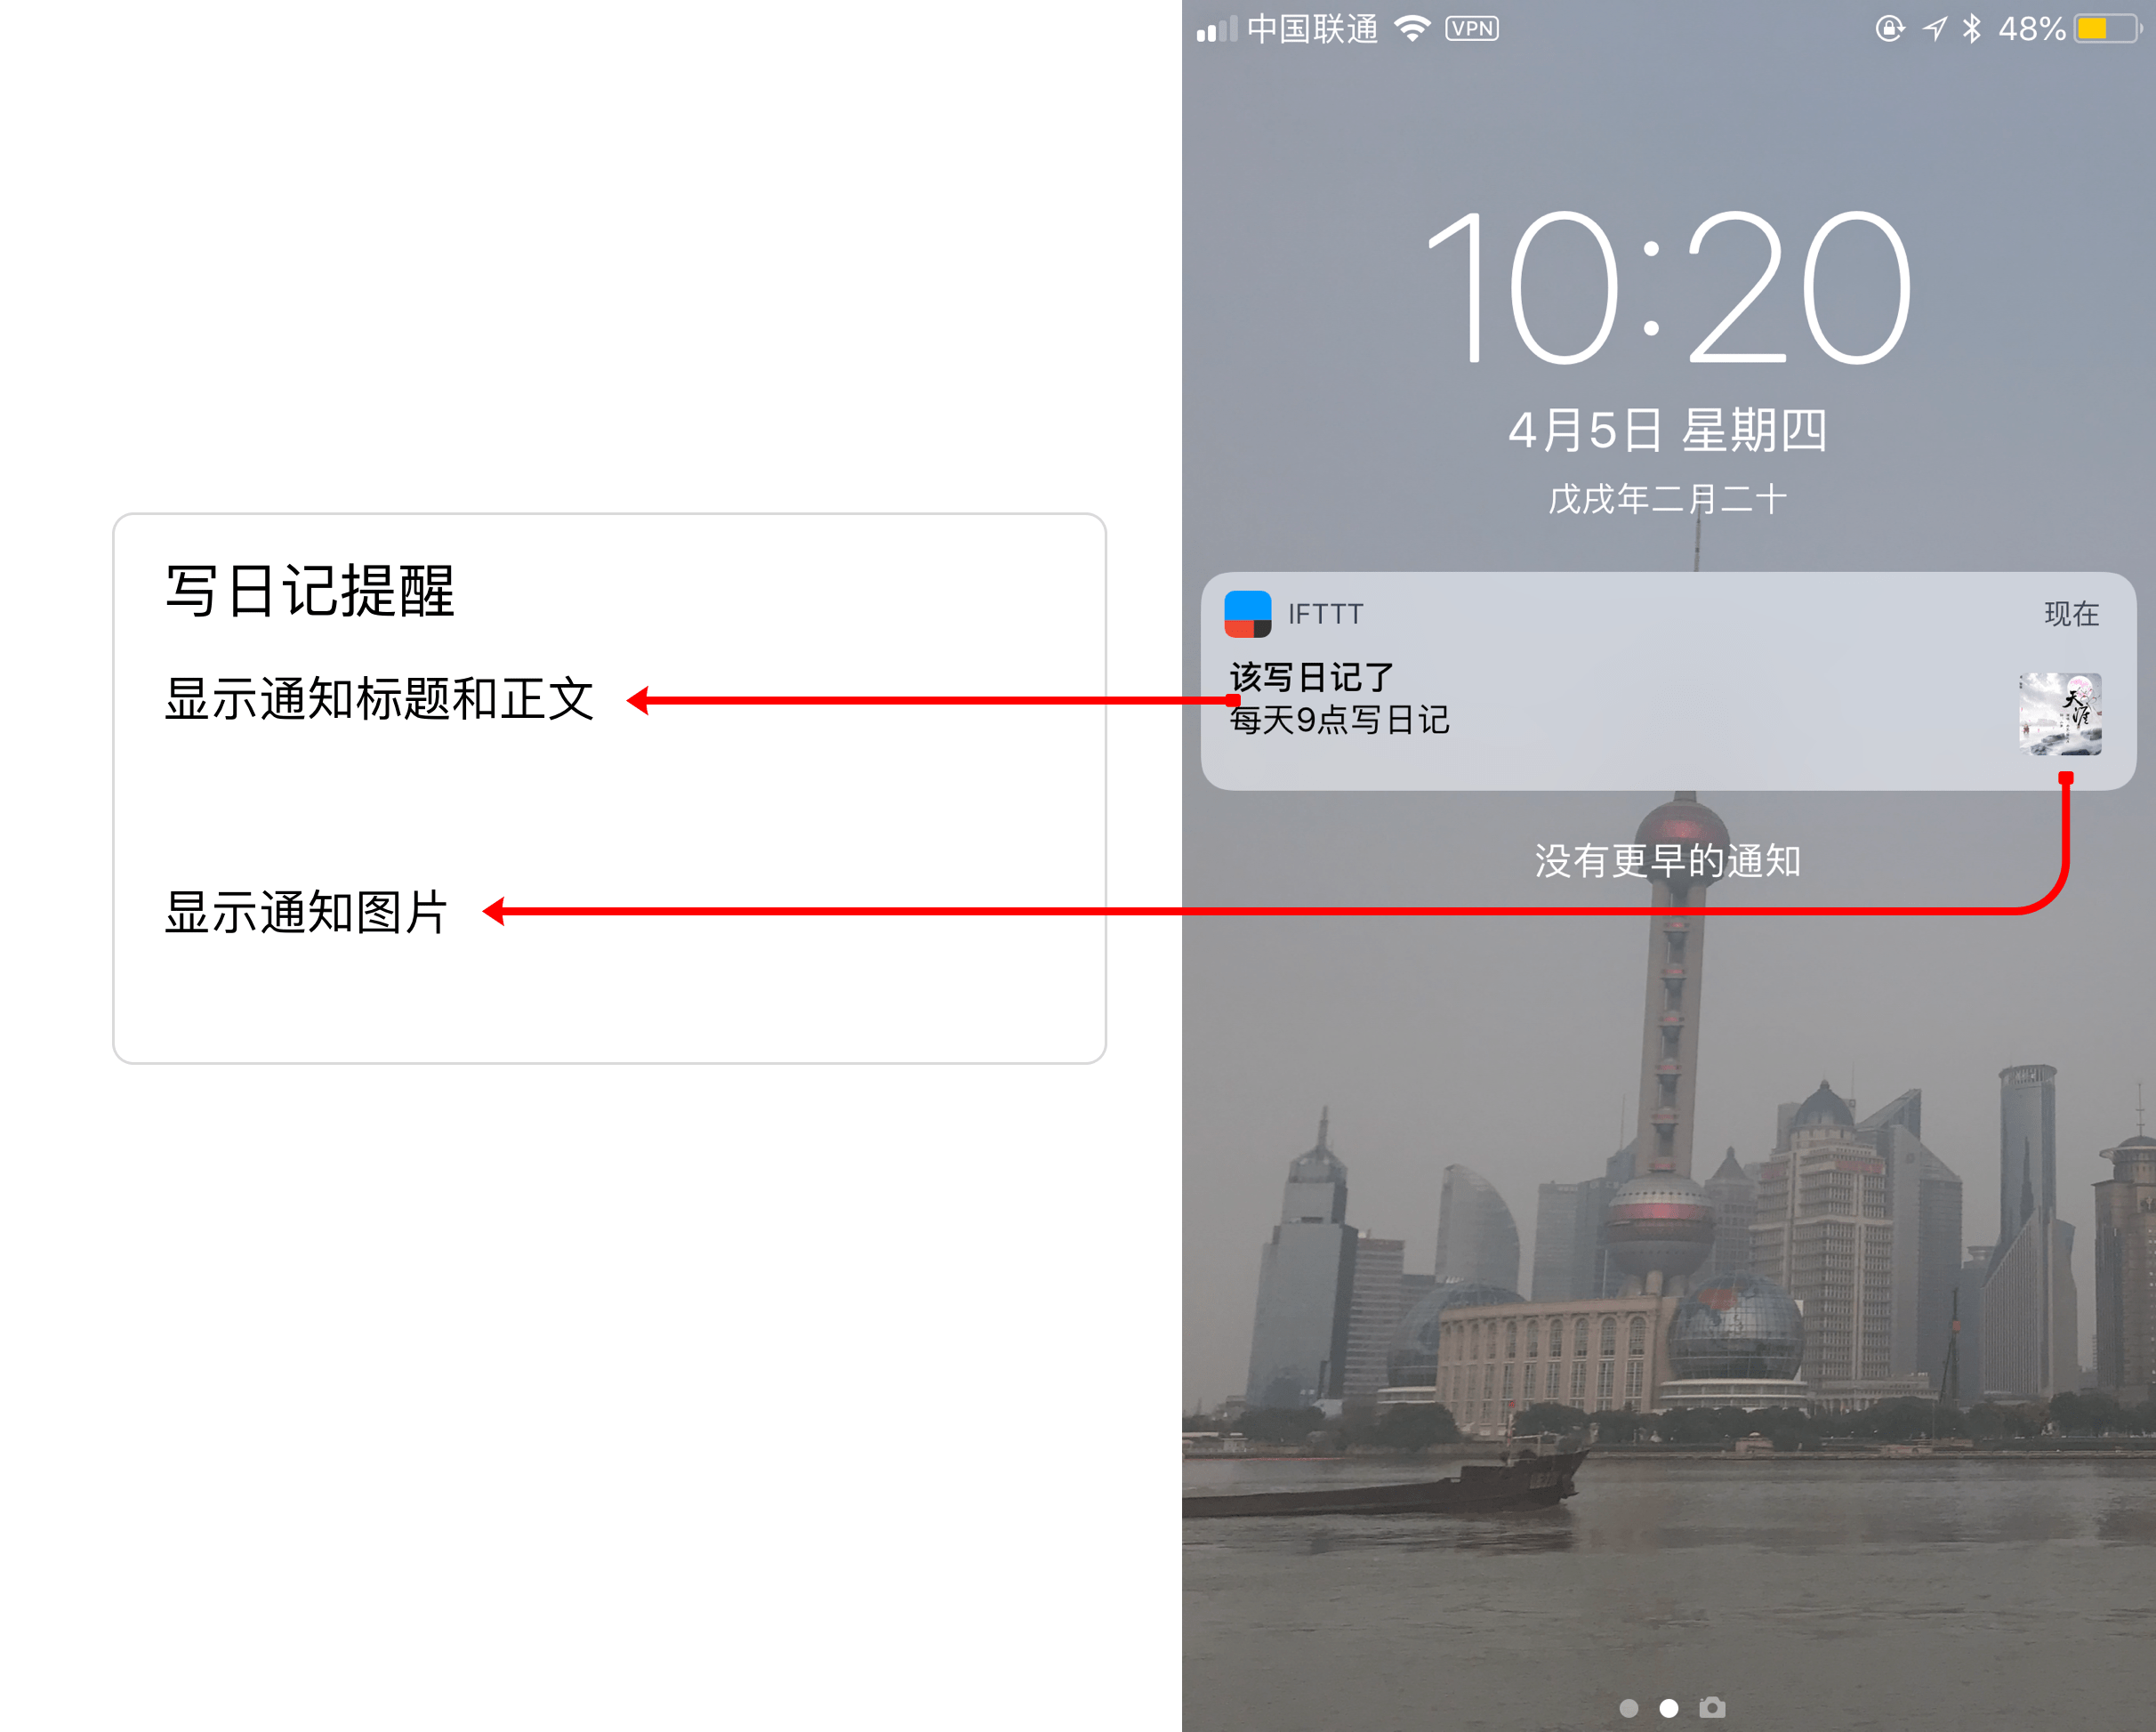 写日记提醒
显示通知标题和正文
显示通知图片
中国联通 VPN 48%
10:20
4月5日 星期四
戊戌年二月二十
IFTTT 现在
该写日记了
每天9点写日记
天涯
没有更早的通知